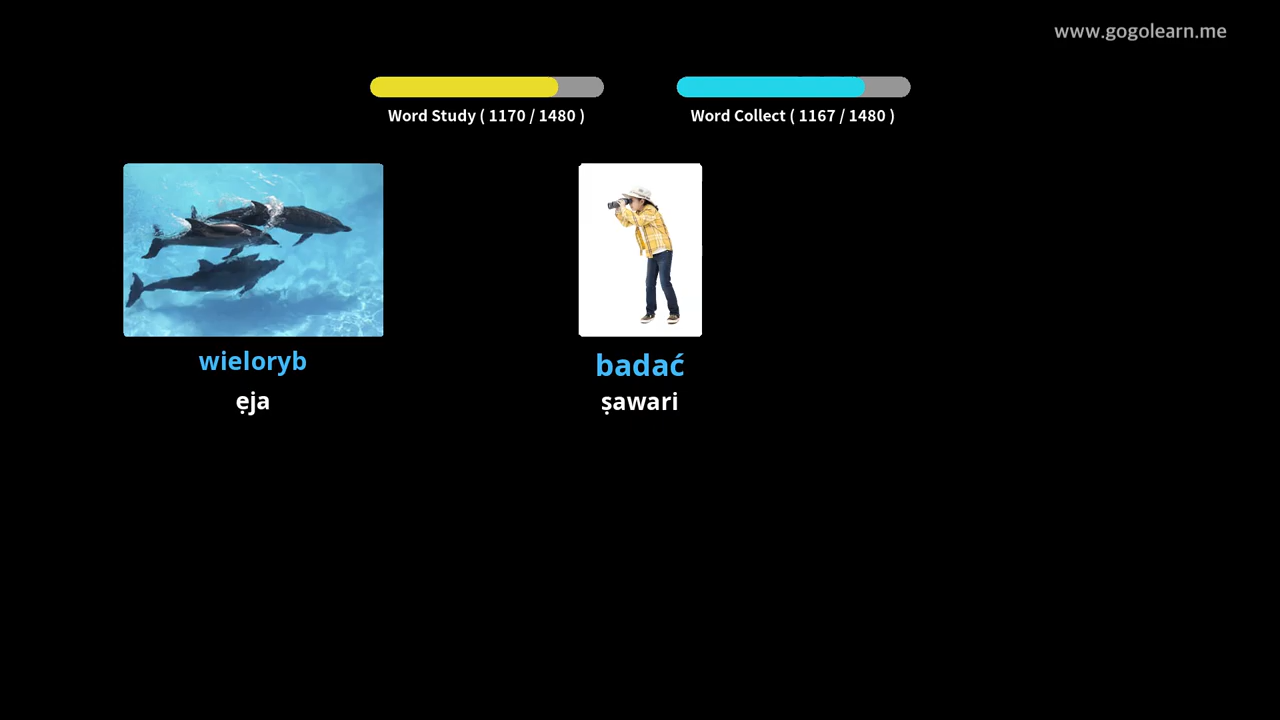 www.gogolearn.me
Word Study ( 1170 / 1480 )
Word Collect ( 1167 / 1480 )
wieloryb
ẹja
badać
ṣawari